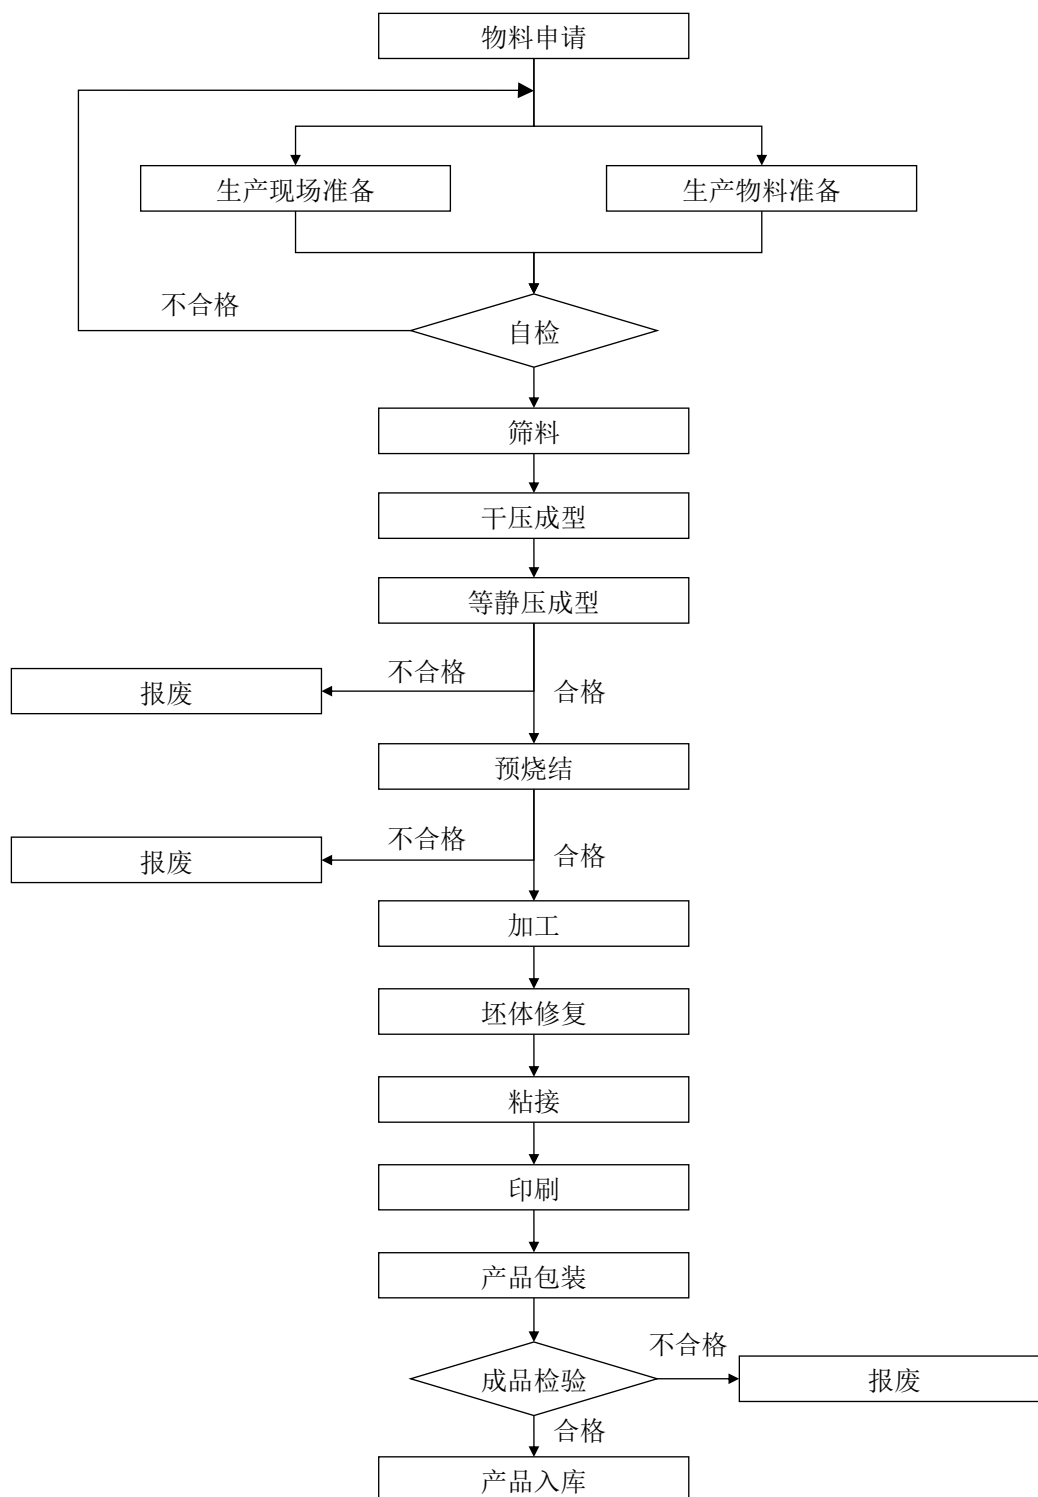 物料申请
生产现场准备
生产物料准备
不合格
自检
筛料
干压成型
等静压成型
不合格
报废
合格
预烧结
不合格
报废
合格
加工
坯体修复
粘接
印刷
产品包装
不合格
成品检验
报废
合格
产品入库